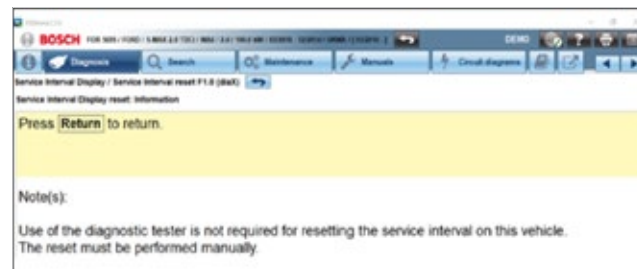 BOSCH
DEMO
Diagnosis Search Maintenance Manuals Circuit diagrams
Service Interval Display / Service interval reset F1.0 (diaX)
Service Interval Display reset: Information
Press Return to return.
Note(s):
Use of the diagnostic tester is not required for resetting the service interval on this vehicle.
The reset must be performed manually.